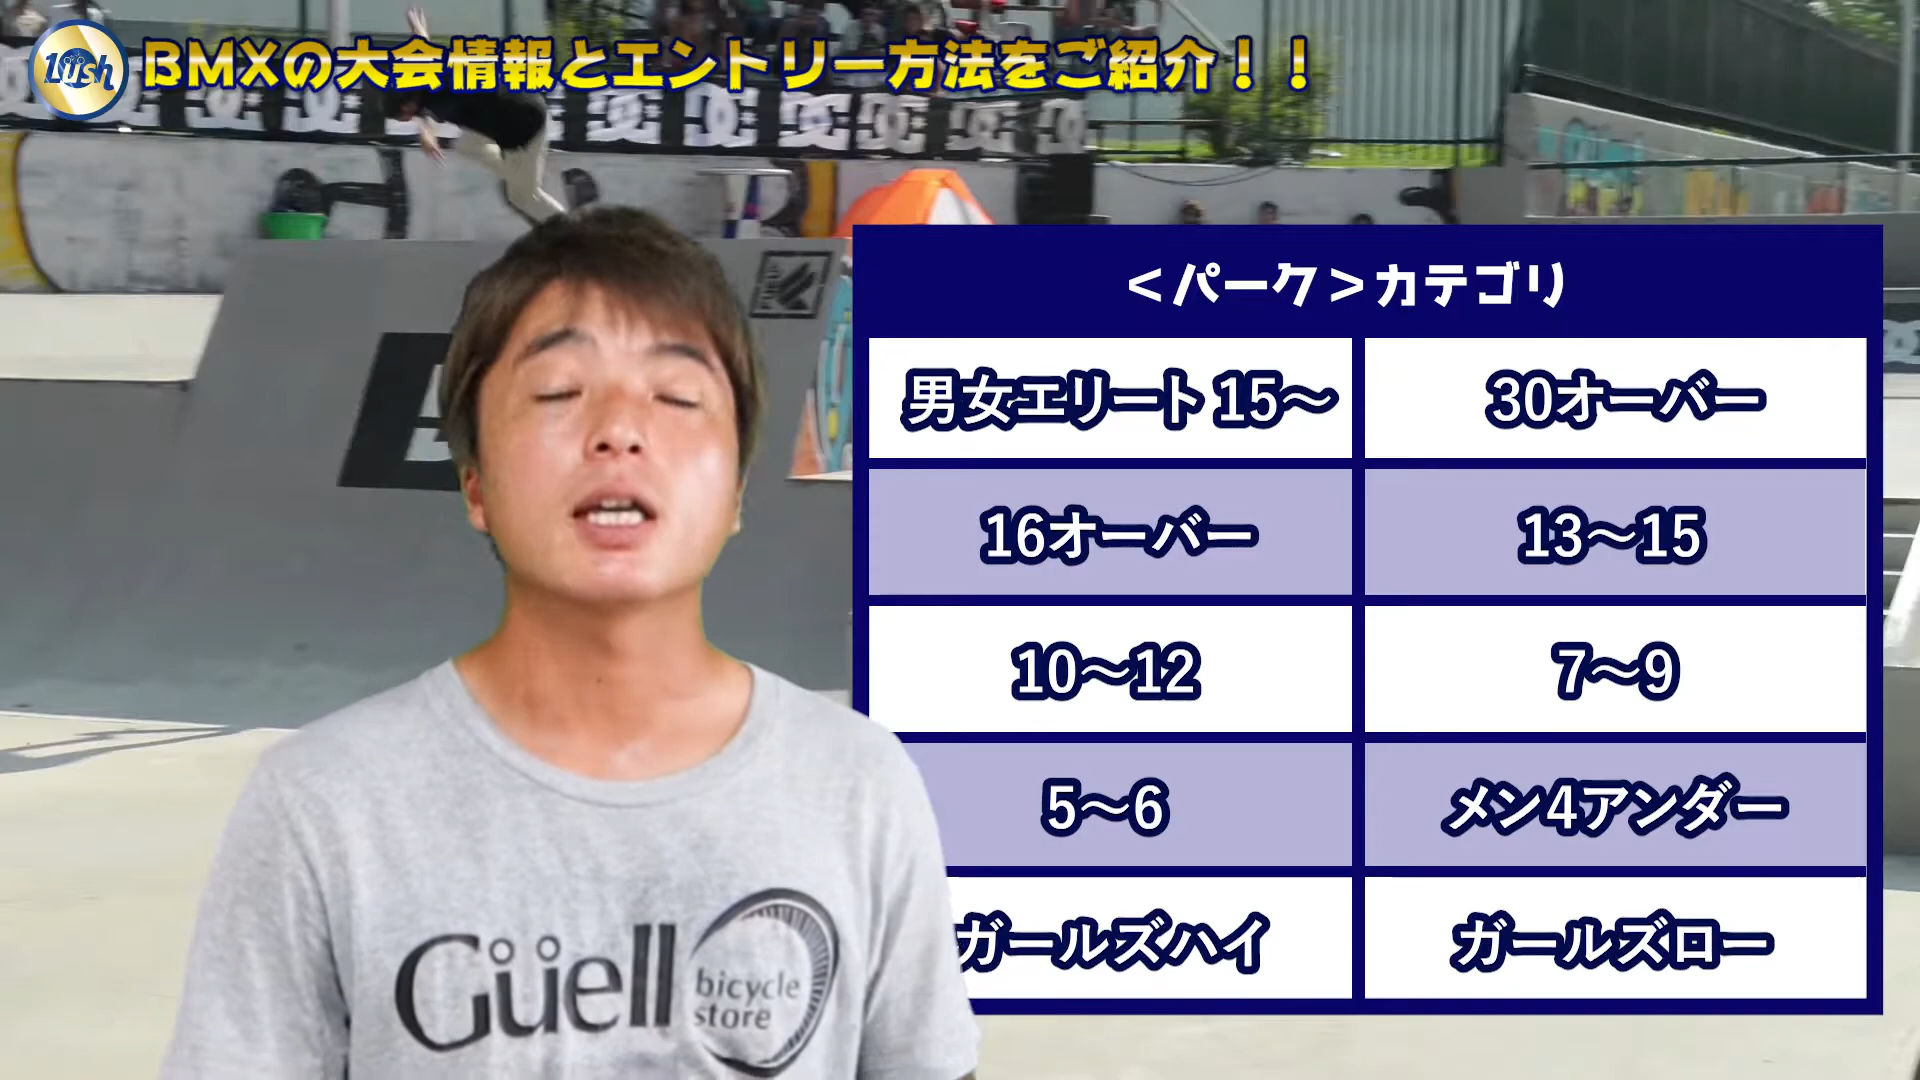 1üsh
BMXの大会情報とエントリー方法をご紹介！！
＜パーク＞カテゴリ
男女エリート 15～
30オーバー
16オーバー
13～15
10～12
7～9
5～6
メン4アンダー
ガールズハイ
ガールズロー
Güell
bicycle
store